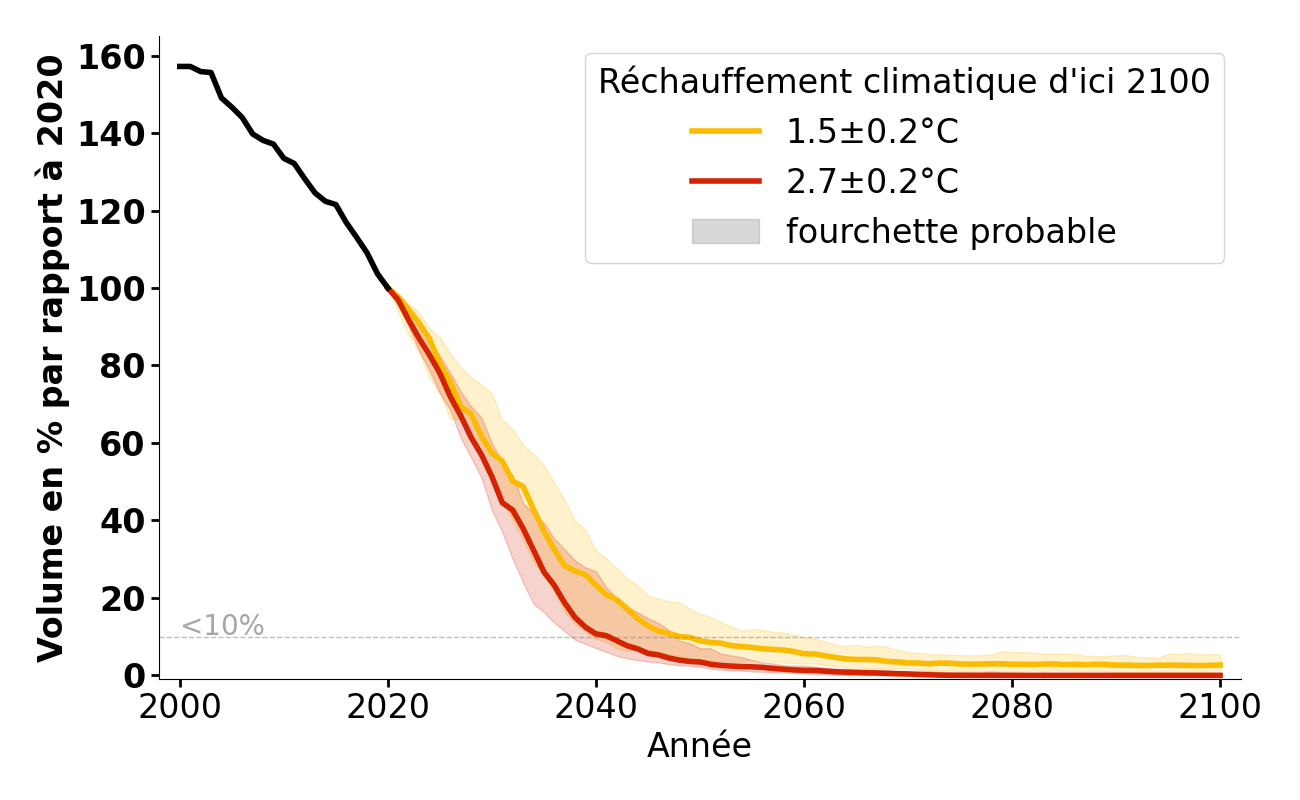 Volume en % par rapport à 2020
160
140
120
100
80
60
40
20
0
<10%
Réchauffement climatique d'ici 2100
1.5±0.2°C
2.7±0.2°C
fourchette probable
2000 2020 2040 2060 2080 2100
Année